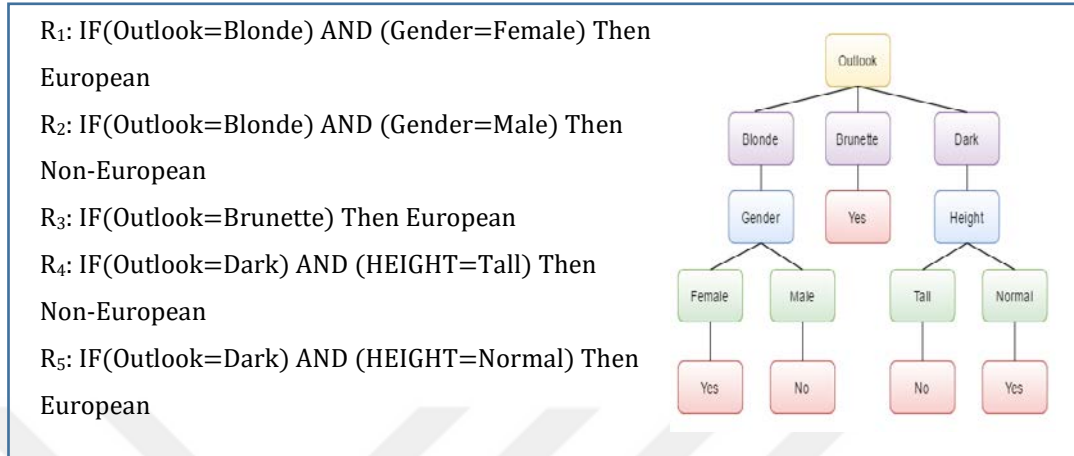 R₁: IF(Outlook=Blonde) AND (Gender=Female) Then
European
R₂: IF(Outlook=Blonde) AND (Gender=Male) Then
Non-European
R₃: IF(Outlook=Brunette) Then European
R₄: IF(Outlook=Dark) AND (HEIGHT=Tall) Then
Non-European
R₅: IF(Outlook=Dark) AND (HEIGHT=Normal) Then
European
Outlook
Blonde Brunette Dark
Gender Yes Height
Female Male Tall Normal
Yes No No Yes